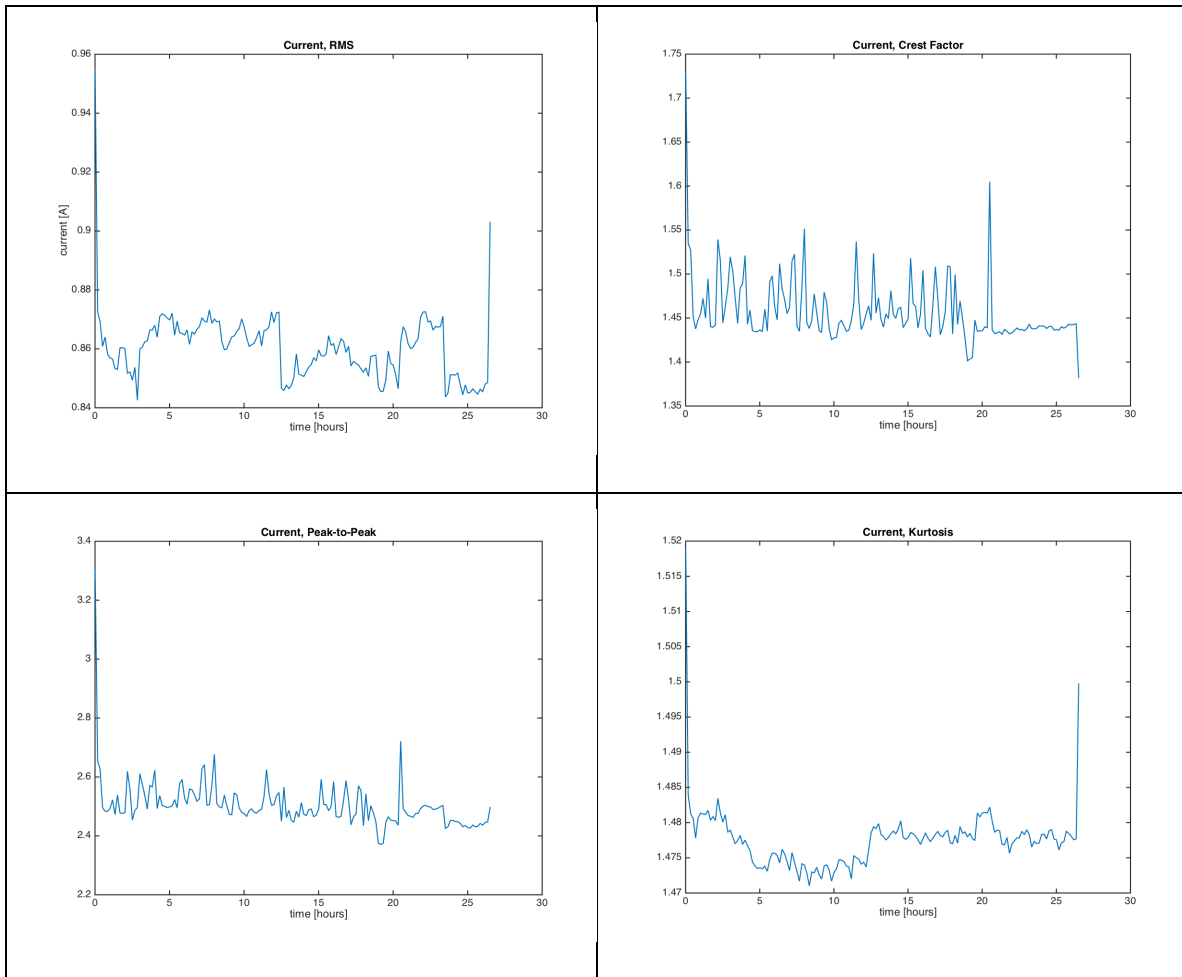 Current, RMS
0.96
0.94
0.92
0.9
0.88
0.86
0.84
current [A]
0 5 10 15 20 25 30
time [hours]
Current, Crest Factor
1.75
1.7
1.65
1.6
1.55
1.5
1.45
1.4
1.35
0 5 10 15 20 25 30
time [hours]
Current, Peak-to-Peak
3.4
3.2
3
2.8
2.6
2.4
2.2
0 5 10 15 20 25 30
time [hours]
Current, Kurtosis
1.52
1.515
1.51
1.505
1.5
1.495
1.49
1.485
1.48
1.475
1.47
0 5 10 15 20 25 30
time [hours]